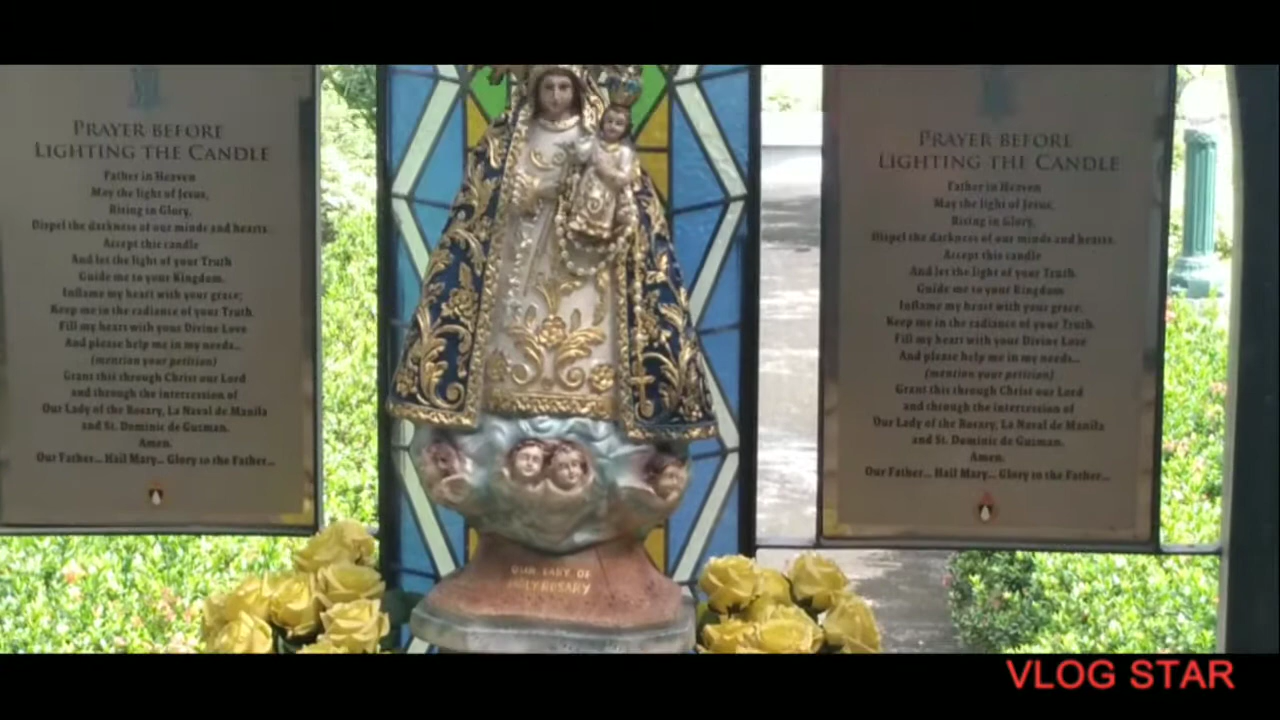 PRAYER BEFORE
LIGHTING THE CANDLE
Father in Heaven
May the light of Jesus,
Rising in Glory,
Dispel the darkness of our minds and hearts.
Accept this candle
And let the light of your Truth
Guide me to your Kingdom.
Inflame my heart with your grace;
Keep me in the radiance of your Truth.
Fill my heart with your Divine Love
And please help me in my needs...
(mention your petition)
Grant this through Christ our Lord
and through the intercession of
Our Lady of the Rosary, La Naval de Manila
and St. Dominic de Guzman.
Amen.
Our Father... Hail Mary... Glory to the Father...
OUR LADY OF
HOLY ROSARY
PRAYER BEFORE
LIGHTING THE CANDLE
Father in Heaven
May the light of Jesus,
Rising in Glory,
Dispel the darkness of our minds and hearts.
Accept this candle
And let the light of your Truth
Guide me to your Kingdom
Inflame my heart with your grace;
Keep me in the radiance of your Truth.
Fill my heart with your Divine Love
And please help me in my needs...
(mention your petition)
Grant this through Christ our Lord
and through the intercession of
Our Lady of the Rosary, La Naval de Manila
and St. Dominic de Guzman.
Amen.
Our Father... Hail Mary... Glory to the Father...
VLOG STAR